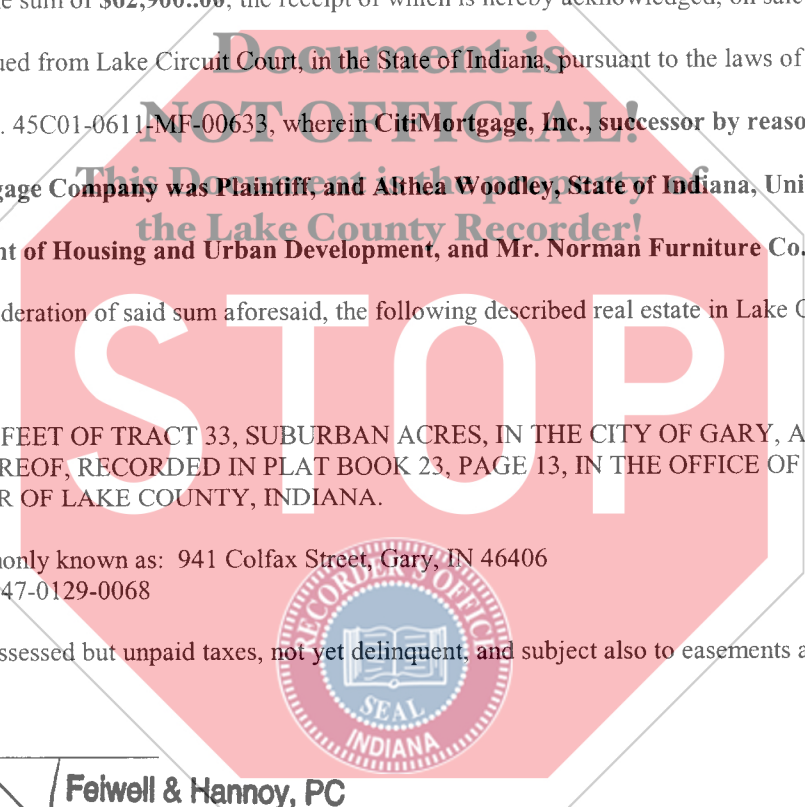 e sum of $62,900..00, the receipt of which is hereby acknowledged, on sale
ued from Lake Circuit Court, in the State of Indiana, pursuant to the laws of
. 45C01-0611-MF-00633, wherein CitiMortgage, Inc., successor by reaso
gage Company was Plaintiff, and Althea Woodley, State of Indiana, Uni
nt of Housing and Urban Development, and Mr. Norman Furniture Co.
deration of said sum aforesaid, the following described real estate in Lake C
FEET OF TRACT 33, SUBURBAN ACRES, IN THE CITY OF GARY, A
REOF, RECORDED IN PLAT BOOK 23, PAGE 13, IN THE OFFICE OF
R OF LAKE COUNTY, INDIANA.
only known as: 941 Colfax Street, Gary, IN 46406
47-0129-0068
ssessed but unpaid taxes, not yet delinquent, and subject also to easements a
Feiwell & Hannoy, PC
Document is
NOT OFFICIAL!
This Document is the property of
the Lake County Recorder!
STOP
RECORDER'S OFFICE
SEAL
INDIANA